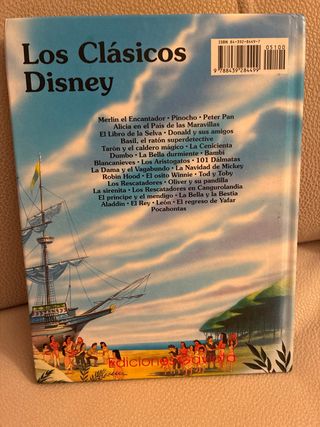 Los Clásicos
Disney
ISBN 84-392-8449-7
05100
9 788439 284499
Merlín el Encantador • Pinocho • Peter Pan
Alicia en el País de las Maravillas
El Libro de la Selva • Donald y sus amigos
Basil, el ratón superdetective
Tarón y el caldero mágico • La Cenicienta
Dumbo • La Bella durmiente • Bambi
Blancanieves • Los Aristogatos • 101 Dálmatas
La Dama y el Vagabundo • La Navidad de Mickey
Robin Hood • El osito Winnie • Tod y Toby
Los Rescatadores • Oliver y su pandilla
La sirenita • Los Rescatadores en Cangurolandia
El príncipe y el mendigo • La Bella y la Bestia
Aladdin • El Rey León • El regreso de Yafar
Pocahontas
Ediciones Gaviota